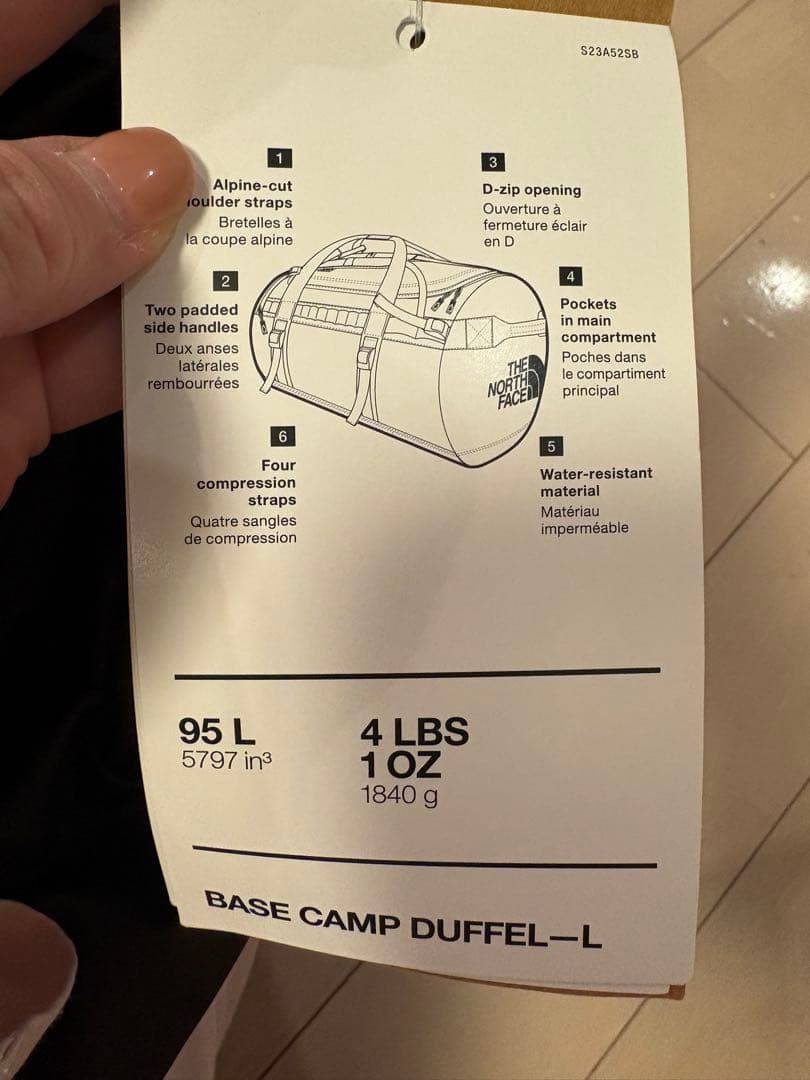 S23A52SB
1
Alpine-cut
oulder straps
Bretelles à
la coupe alpine
3
D-zip opening
Ouverture à
fermeture éclair
en D
2
Two padded
side handles
Deux anses
latérales
rembourrées
4
Pockets
in main
compartment
Poches dans
le compartiment
principal
THE
NORTH
FACE
6
Four
compression
straps
Quatre sangles
de compression
5
Water-resistant
material
Matériau
imperméable
95 L
5797 in³
4 LBS
1 OZ
1840 g
BASE CAMP DUFFEL—L